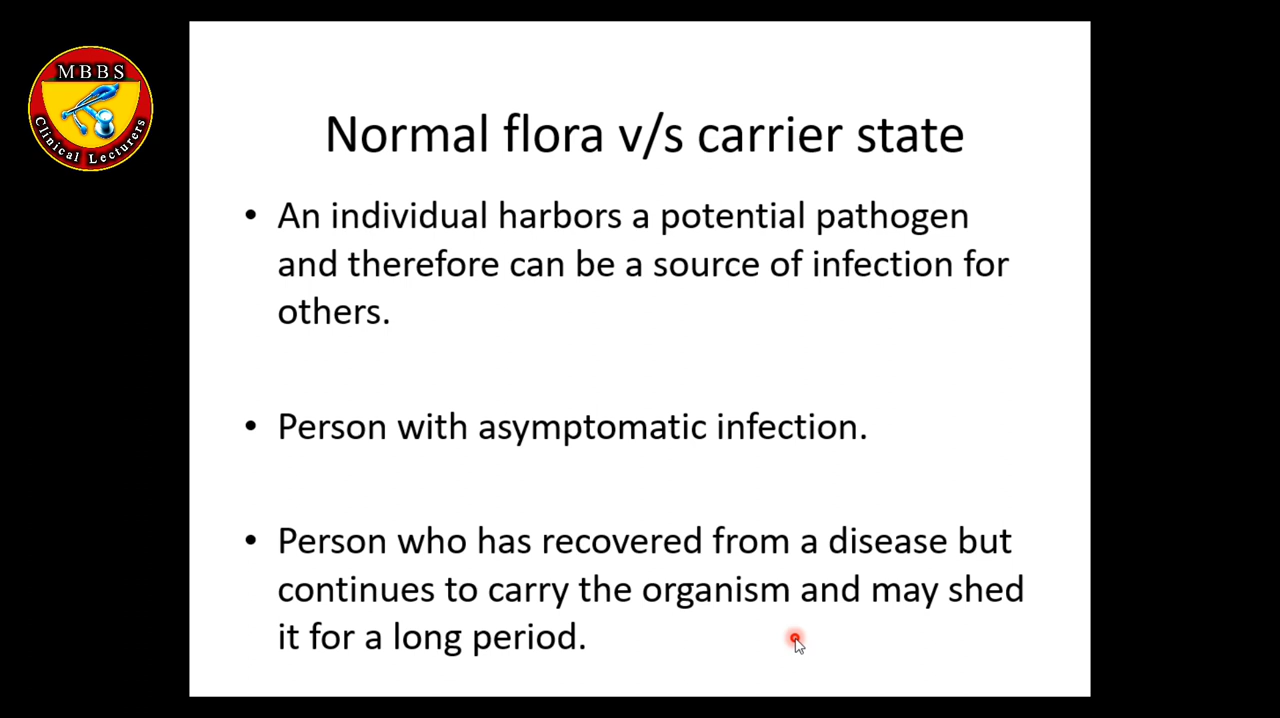 MBBS
Clinical Lecturers
Normal flora v/s carrier state
• An individual harbors a potential pathogen
and therefore can be a source of infection for
others.
• Person with asymptomatic infection.
• Person who has recovered from a disease but
continues to carry the organism and may shed
it for a long period.